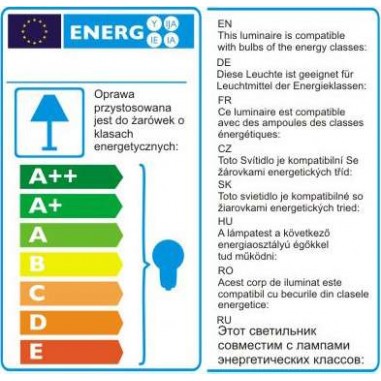 ENERG
Y IJA
IE IA
Oprawa
przystosowana
jest do żarówek o
klasach
energetycznych:
A++
A+
A
B
C
D
E
EN
This luminaire is compatible
with bulbs of the energy classes:
DE
Diese Leuchte ist geeignet für
Leuchtmittel der Energieklassen:
FR
Ce luminaire est compatible
avec des ampoules des classes
énergétiques:
CZ
Toto Svítidlo je kompatibilní Se
žárovkami energetických tříd:
SK
Toto svietidlo je kompatibilné so
žiarovkami energetických tried:
HU
A lámpatest a következő
energiaosztályú égőkkel
tud működni:
RO
Acest corp de iluminat este
compatibil cu becurile din clasele
energetice:
RU
Этот светильник
совместим с лампами
энергетических классов: